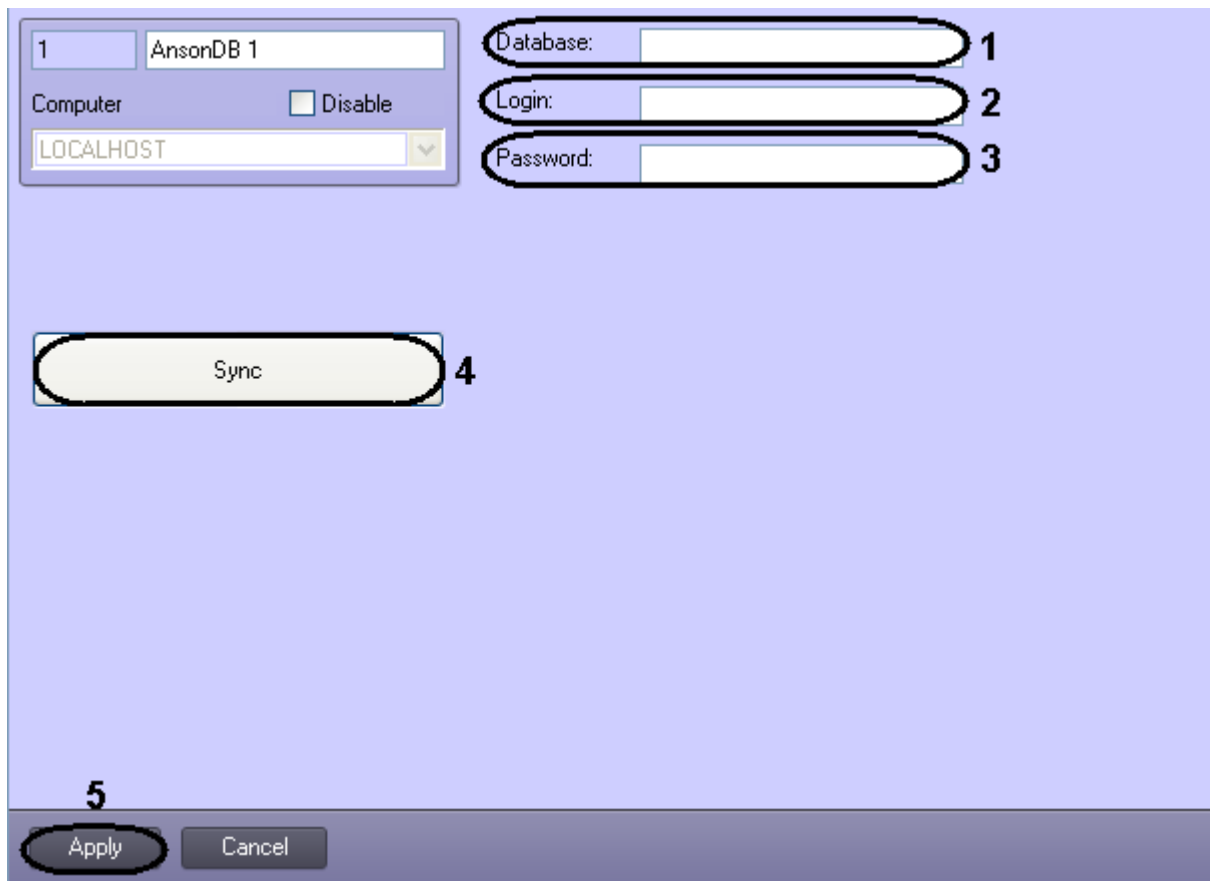 1 AnsonDB 1
Computer Disable
LOCALHOST
Database: 1
Login: 2
Password: 3
Sync 4
5
Apply Cancel